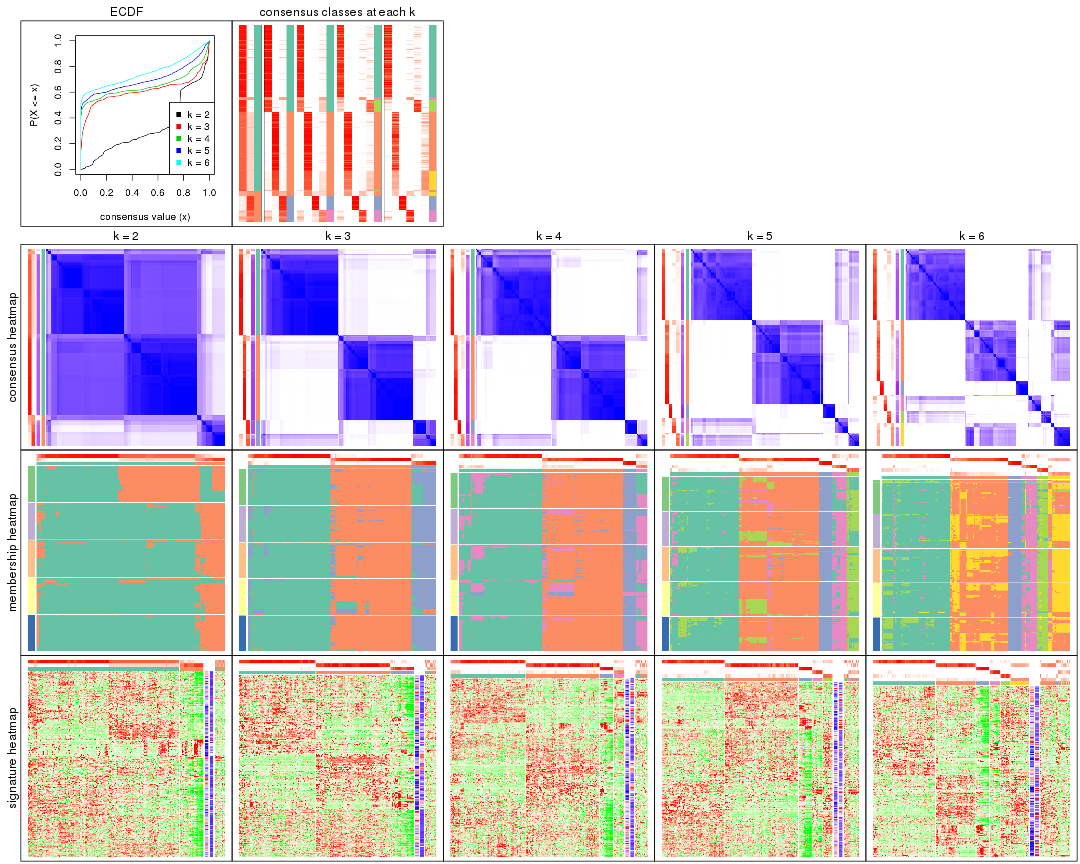 ECDF
consensus classes at each k
P(X <= x)
0.0 0.2 0.4 0.6 0.8 1.0
k = 2
k = 3
k = 4
k = 5
k = 6
0.0 0.2 0.4 0.6 0.8 1.0
consensus value (x)
k = 2 k = 3 k = 4 k = 5 k = 6
consensus heatmap
membership heatmap
signature heatmap